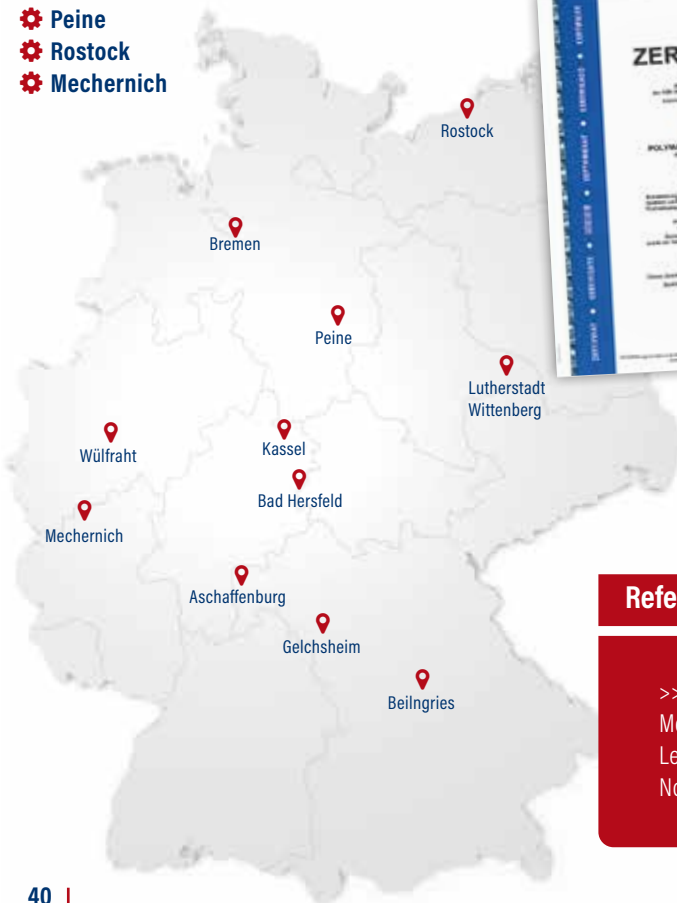 Peine
Rostock
Mechernich
ZER
Rostock
Bremen
Peine
Lutherstadt
Wittenberg
Wülfraht
Kassel
Bad Hersfeld
Mechernich
Aschaffenburg
Gelchsheim
Beilngries
Refe
>>
Me
Le
No
40 |